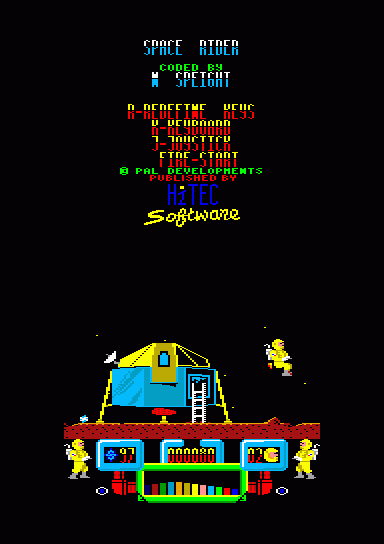 SPACE RIDER
CODED BY
M SPEIGHT
R-REDEFINE KEYS
K-KEYBOARD
J-JOYSTICK
FIRE-START
© PAL DEVELOPMENTS
PUBLISHED BY
HiTEC
Software
97 000080 02